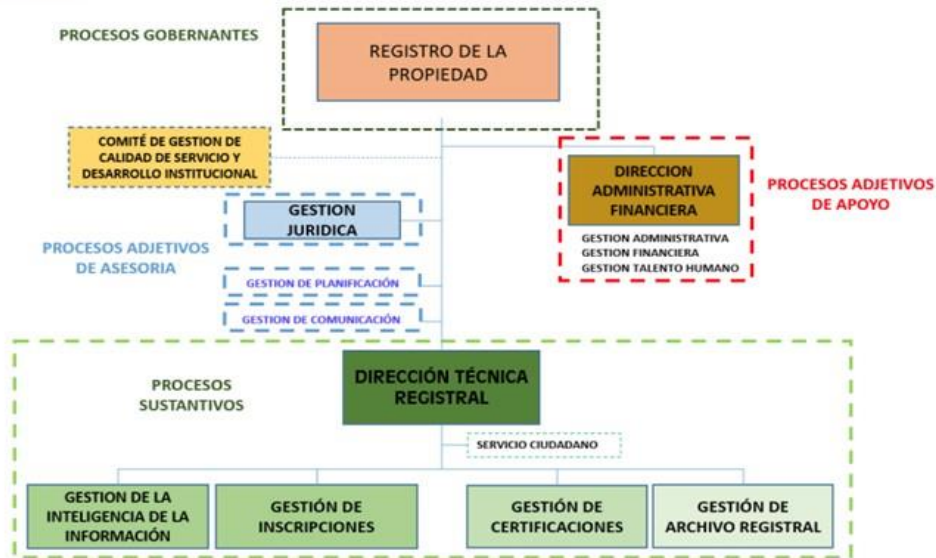 PROCESOS GOBERNANTES
REGISTRO DE LA
PROPIEDAD
COMITÉ DE GESTION DE
CALIDAD DE SERVICIO Y
DESARROLLO INSTITUCIONAL
DIRECCION
ADMINISTRATIVA
FINANCIERA
GESTION ADMINISTRATIVA
GESTION FINANCIERA
GESTION TALENTO HUMANO
PROCESOS ADJETIVOS
DE APOYO
GESTION
JURIDICA
PROCESOS ADJETIVOS
DE ASESORIA
GESTION DE PLANIFICACIÓN
GESTION DE COMUNICACIÓN
PROCESOS
SUSTANTIVOS
DIRECCIÓN TÉCNICA
REGISTRAL
SERVICIO CIUDADANO
GESTION DE LA
INTELIGENCIA DE LA
INFORMACIÓN
GESTIÓN DE
INSCRIPCIONES
GESTIÓN DE
CERTIFICACIONES
GESTIÓN DE
ARCHIVO REGISTRAL